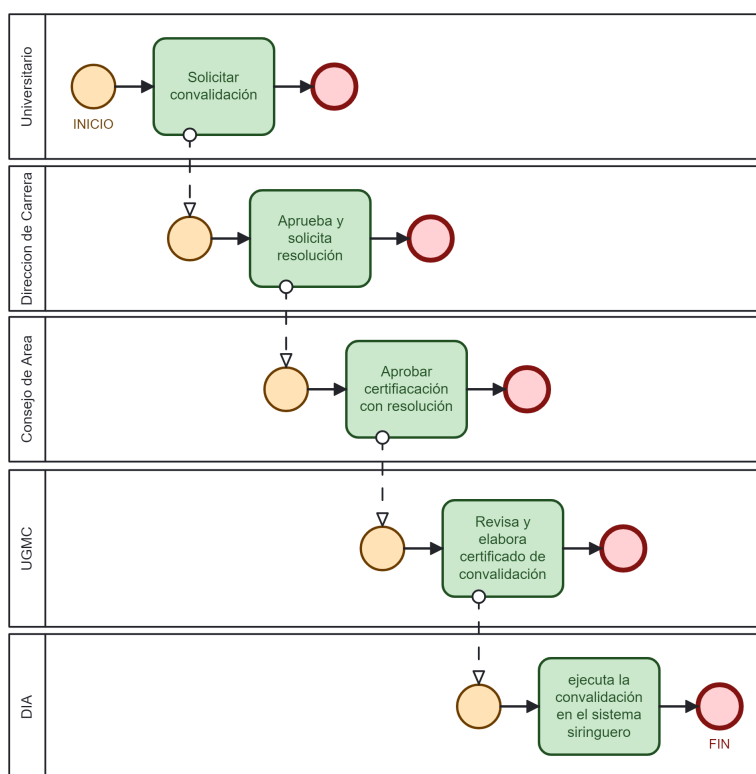 Universitario
INICIO
Solicitar
convalidación
Direccion de Carrera
Aprueba y
solicita
resolución
Consejo de Area
Aprobar
certifiacación
con resolución
UGMC
Revisa y
elabora
certificado de
convalidación
DIA
ejecuta la
convalidación
en el sistema
siringuero
FIN